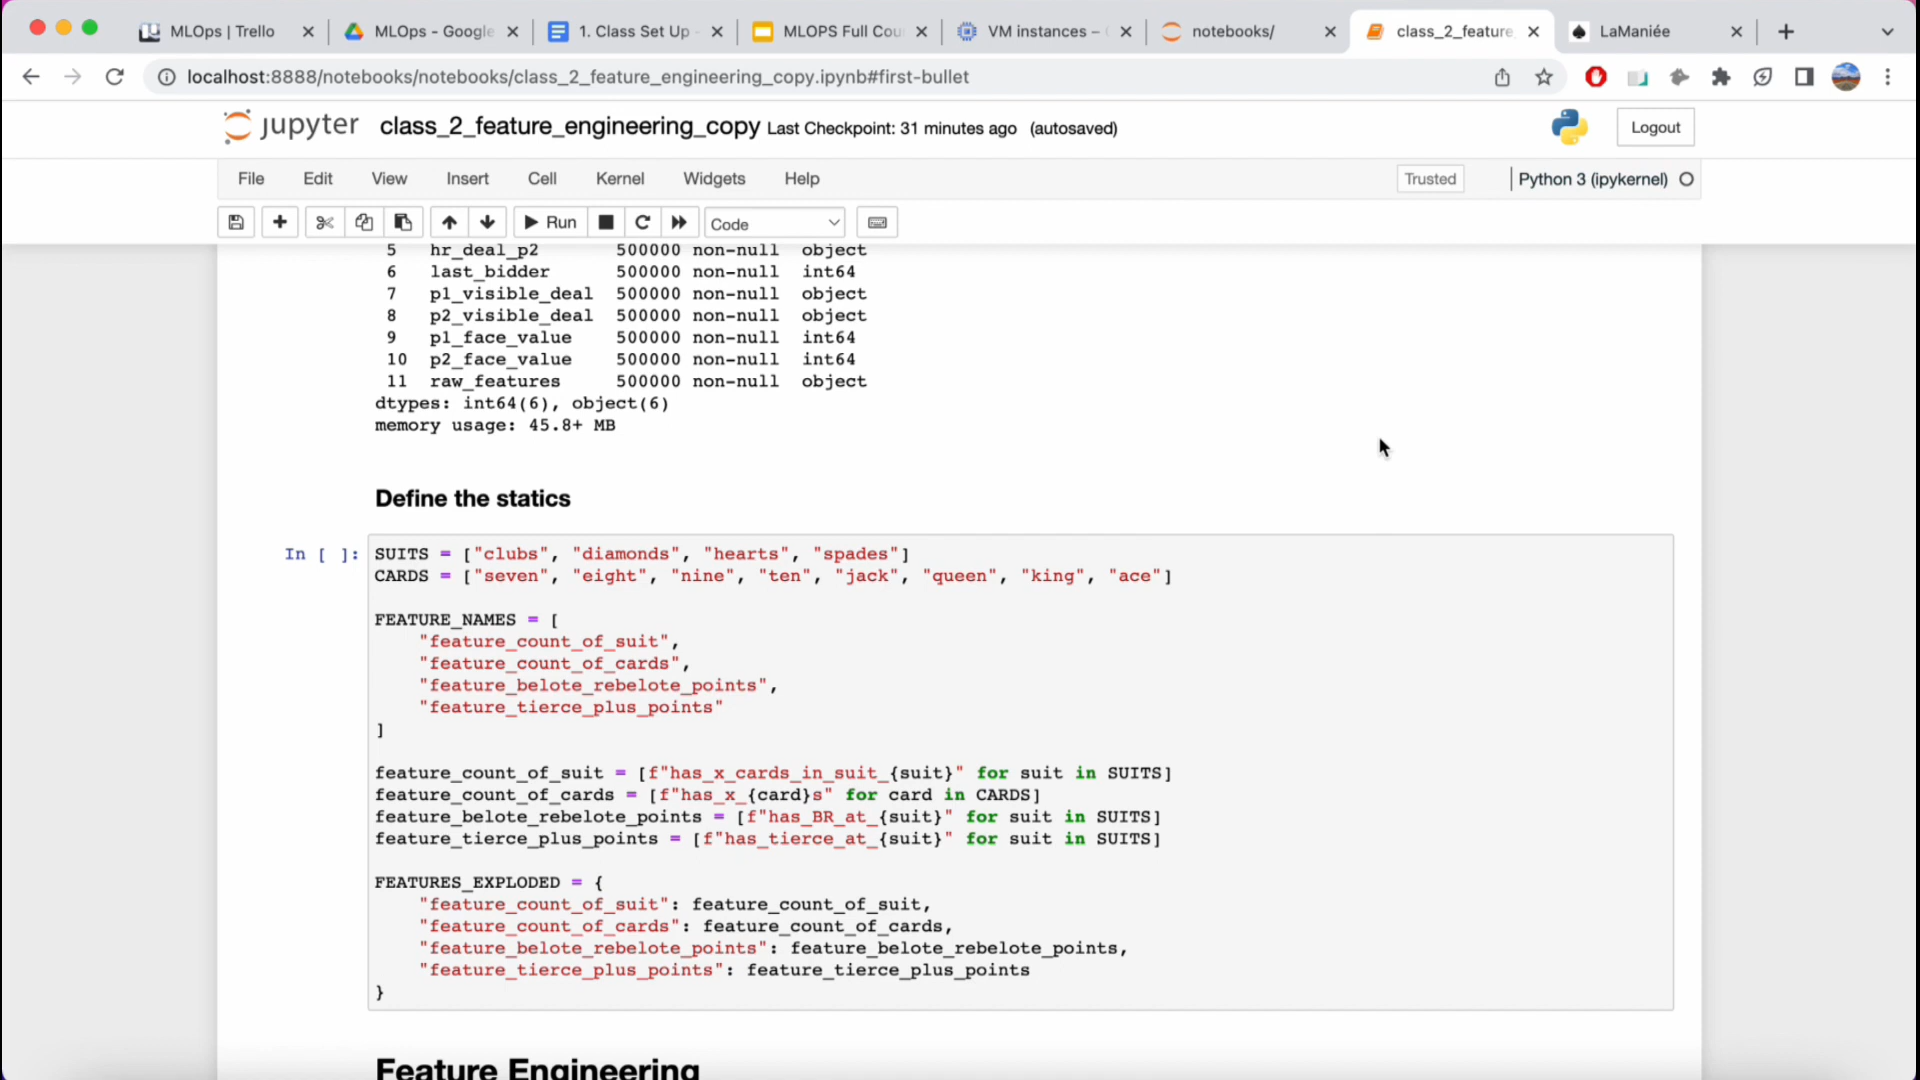 MLOps | Trello
MLOps - Google
1. Class Set Up -
MLOPS Full Cou
VM instances –
notebooks/
class_2_feature_
LaManiée
localhost:8888/notebooks/notebooks/class_2_feature_engineering_copy.ipynb#first-bullet
jupyter class_2_feature_engineering_copy Last Checkpoint: 31 minutes ago (autosaved)
Logout
File Edit View Insert Cell Kernel Widgets Help
Trusted
Python 3 (ipykernel)
Run
Code
5 hr_deal_p2 500000 non-null object
6 last_bidder 500000 non-null int64
7 p1_visible_deal 500000 non-null object
8 p2_visible_deal 500000 non-null object
9 p1_face_value 500000 non-null int64
10 p2_face_value 500000 non-null int64
11 raw_features 500000 non-null object
dtypes: int64(6), object(6)
memory usage: 45.8+ MB
Define the statics
In [ ]:
SUITS = ["clubs", "diamonds", "hearts", "spades"]
CARDS = ["seven", "eight", "nine", "ten", "jack", "queen", "king", "ace"]
FEATURE_NAMES = [
"feature_count_of_suit",
"feature_count_of_cards",
"feature_belote_rebelote_points",
"feature_tierce_plus_points"
]
feature_count_of_suit = [f"has_x_cards_in_suit_{suit}" for suit in SUITS]
feature_count_of_cards = [f"has_x_{card}s" for card in CARDS]
feature_belote_rebelote_points = [f"has_BR_at_{suit}" for suit in SUITS]
feature_tierce_plus_points = [f"has_tierce_at_{suit}" for suit in SUITS]
FEATURES_EXPLODED = {
"feature_count_of_suit": feature_count_of_suit,
"feature_count_of_cards": feature_count_of_cards,
"feature_belote_rebelote_points": feature_belote_rebelote_points,
"feature_tierce_plus_points": feature_tierce_plus_points
}
Feature Engineering